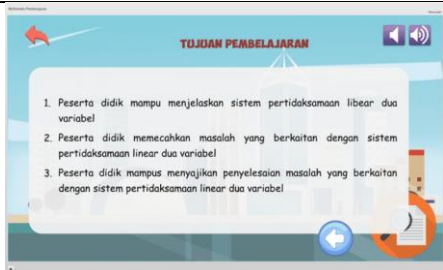 TUJUAN PEMBELAJARAN
1. Peserta didik mampu menjelaskan sistem pertidaksamaan libear dua
variabel
2. Peserta didik memecahkan masalah yang berkaitan dengan sistem
pertidaksamaan linear dua variabel
3. Peserta didik mampus menyajikan penyelesaian masalah yang berkaitan
dengan sistem pertidaksamaan linear dua variabel